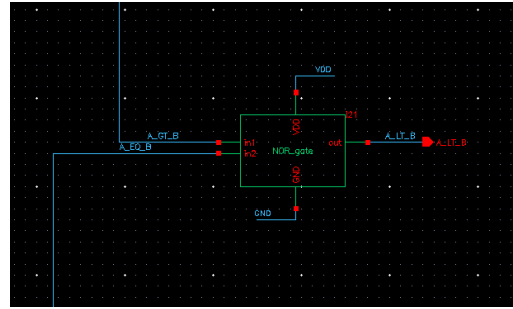 VDD
I21
A_GT_B
in1
VDD
out
A_LT_B
A_LT_B
A_EQ_B
in2
NOR_gate
GND
GND